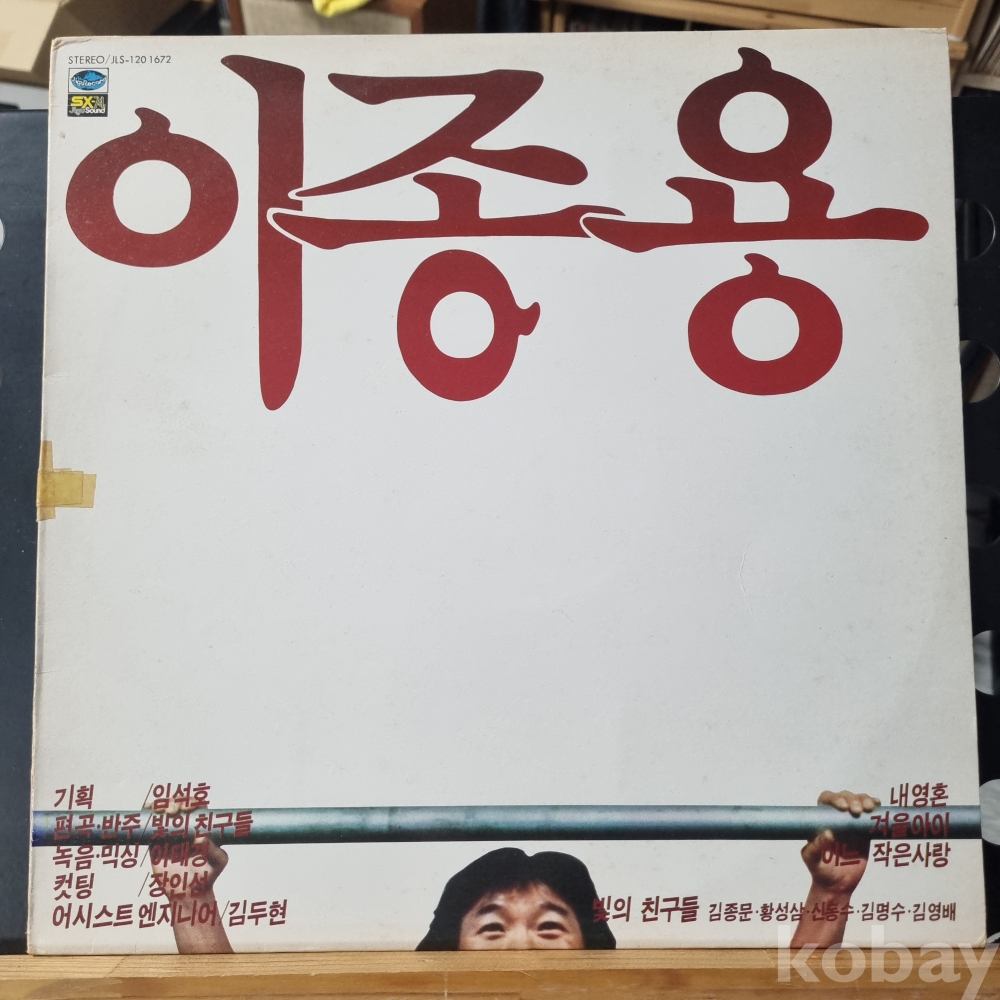 STEREO/JLS-120 1672
SX-74
JiguSound
이종용
기획/임석호
편곡·반주/빛의 친구들
녹음·믹싱/이태경
컷팅/장인선
어시스트 엔지니어/김두현
내영혼
겨울아이
어느 작은사랑
빛의 친구들 김종문·황성삼·신동수·김명수·김영배
kobay